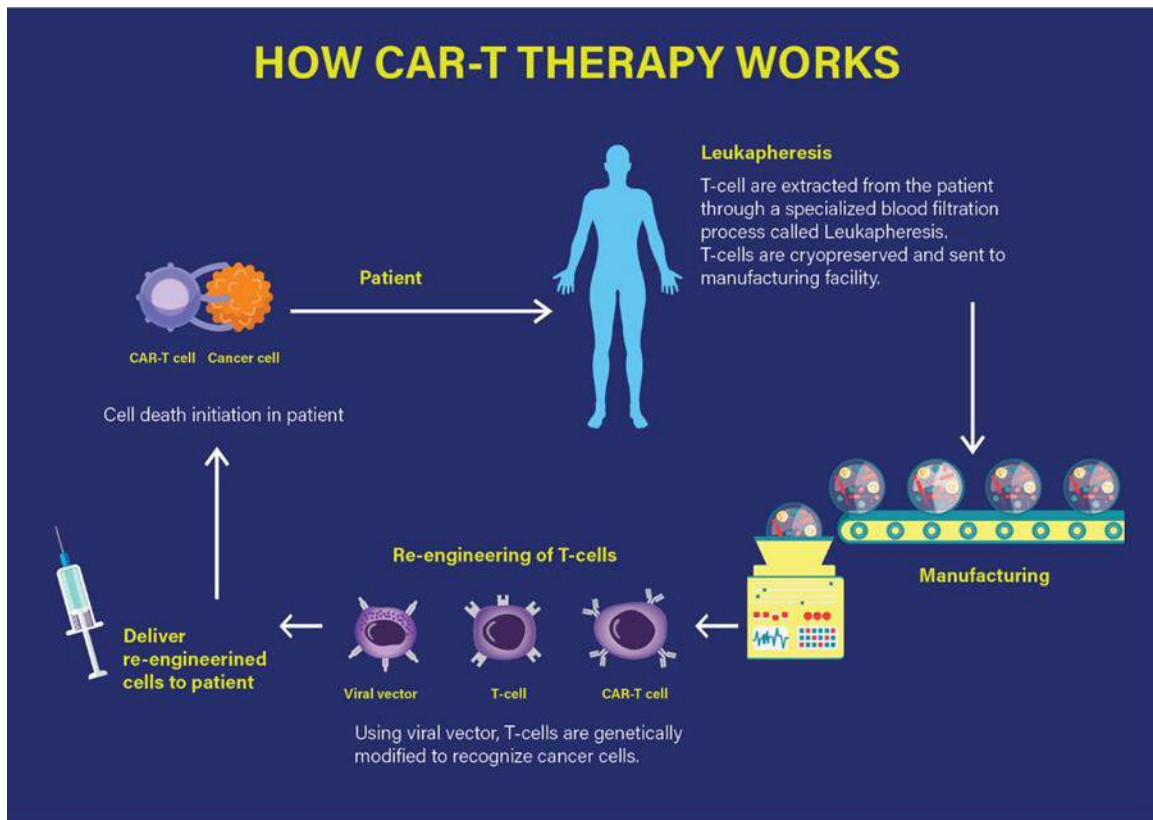 HOW CAR-T THERAPY WORKS
Leukapheresis
T-cell are extracted from the patient
through a specialized blood filtration
process called Leukapheresis.
T-cells are cryopreserved and sent to
manufacturing facility.
Patient
CAR-T cell
Cancer cell
Cell death initiation in patient
Manufacturing
Re-engineering of T-cells
Viral vector
T-cell
CAR-T cell
Using viral vector, T-cells are genetically
modified to recognize cancer cells.
Deliver
re-engineerined
cells to patient